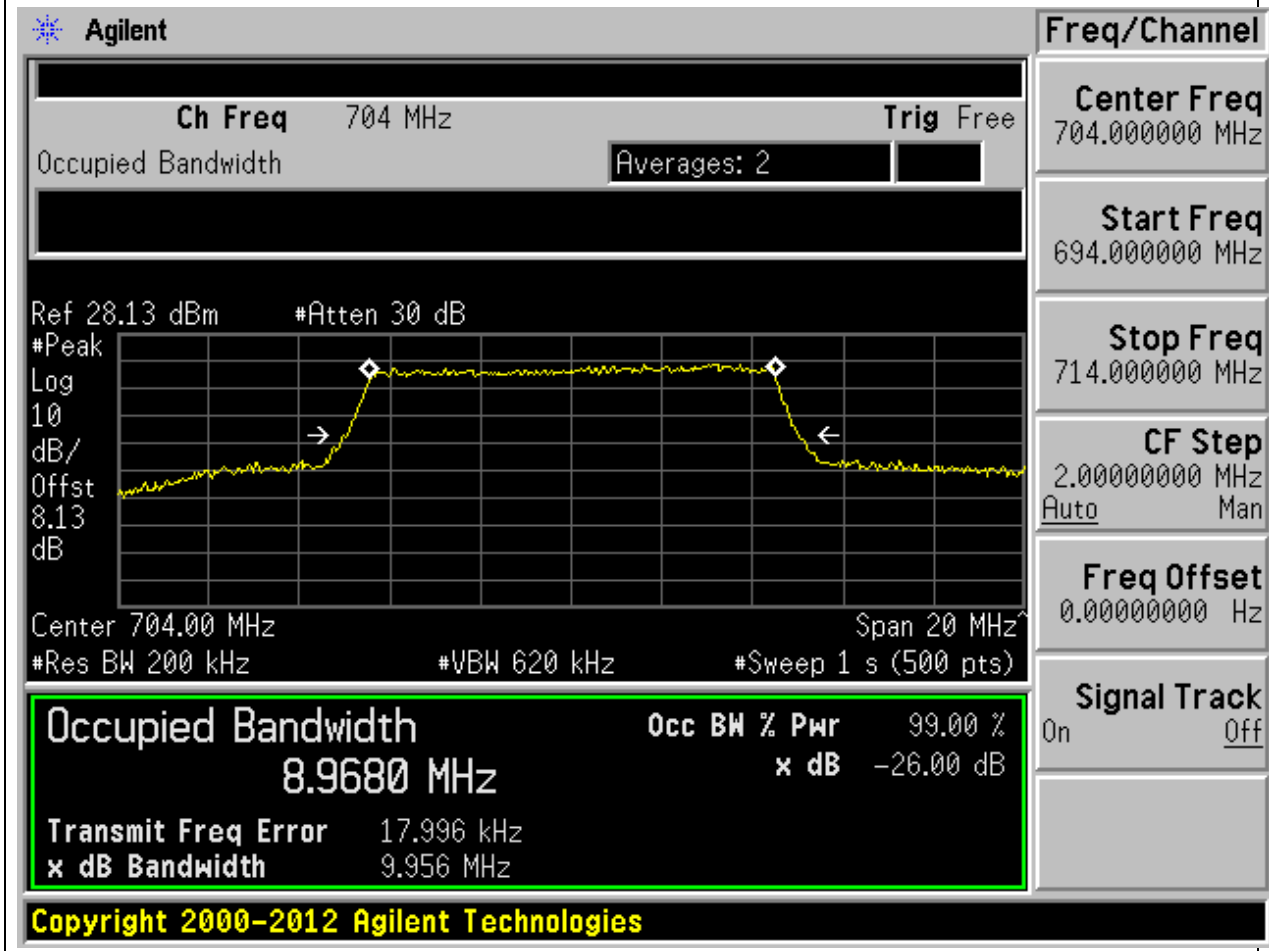 Agilent
Freq/Channel
Ch Freq 704 MHz Trig Free
Occupied Bandwidth Averages: 2
Ref 28.13 dBm #Atten 30 dB
#Peak
Log
10
dB/
Offst
8.13
dB
Center 704.00 MHz Span 20 MHz^
#Res BW 200 kHz #VBW 620 kHz #Sweep 1 s (500 pts)
Occupied Bandwidth
8.9680 MHz
Occ BW % Pwr 99.00 %
x dB -26.00 dB
Transmit Freq Error 17.996 kHz
x dB Bandwidth 9.956 MHz
Center Freq
704.000000 MHz
Start Freq
694.000000 MHz
Stop Freq
714.000000 MHz
CF Step
2.00000000 MHz
Auto Man
Freq Offset
0.00000000 Hz
Signal Track
On Off
Copyright 2000-2012 Agilent Technologies